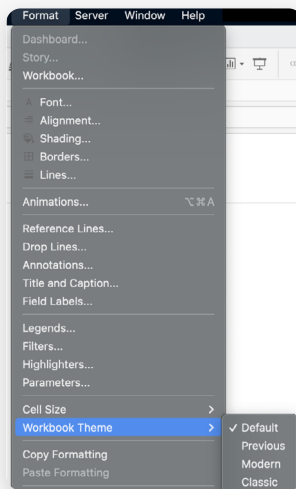 Format Server Window Help
Dashboard...
Story...
Workbook...
A Font...
Alignment...
Shading...
Borders...
Lines...
Animations... ⌥⌘A
Reference Lines...
Drop Lines...
Annotations...
Title and Caption...
Field Labels...
Legends...
Filters...
Highlighters...
Parameters...
Cell Size >
Workbook Theme >
✓ Default
Previous
Modern
Classic
Copy Formatting
Paste Formatting